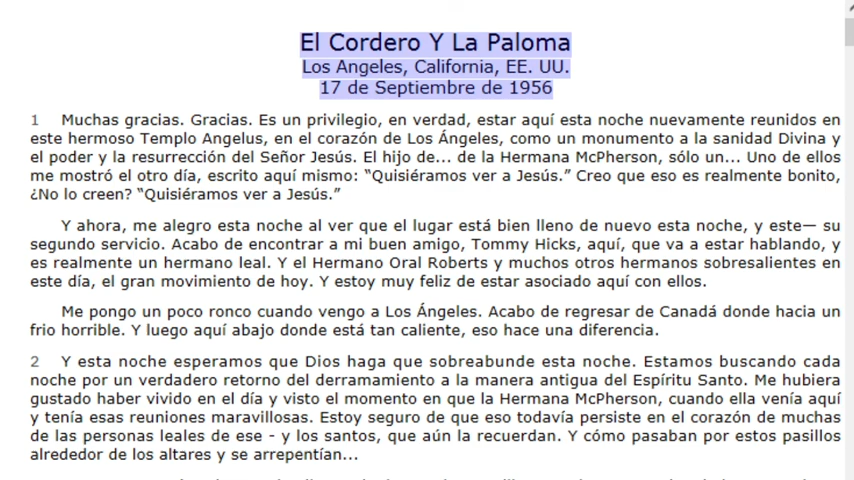 El Cordero Y La Paloma
Los Angeles, California, EE. UU.
17 de Septiembre de 1956
1 Muchas gracias. Gracias. Es un privilegio, en verdad, estar aquí esta noche nuevamente reunidos en
este hermoso Templo Angelus, en el corazón de Los Ángeles, como un monumento a la sanidad Divina y
el poder y la resurrección del Señor Jesús. El hijo de... de la Hermana McPherson, sólo un... Uno de ellos
me mostró el otro día, escrito aquí mismo: “Quisiéramos ver a Jesús.” Creo que eso es realmente bonito,
¿No lo creen? “Quisiéramos ver a Jesús.”
Y ahora, me alegro esta noche al ver que el lugar está bien lleno de nuevo esta noche, y este— su
segundo servicio. Acabo de encontrar a mi buen amigo, Tommy Hicks, aquí, que va a estar hablando, y
es realmente un hermano leal. Y el Hermano Oral Roberts y muchos otros hermanos sobresalientes en
este día, el gran movimiento de hoy. Y estoy muy feliz de estar asociado aquí con ellos.
Me pongo un poco ronco cuando vengo a Los Ángeles. Acabo de regresar de Canadá donde hacia un
frio horrible. Y luego aquí abajo donde está tan caliente, eso hace una diferencia.
2 Y esta noche esperamos que Dios haga que sobreabunde esta noche. Estamos buscando cada
noche por un verdadero retorno del derramamiento a la manera antigua del Espíritu Santo. Me hubiera
gustado haber vivido en el día y visto el momento en que la Hermana McPherson, cuando ella venía aquí
y tenía esas reuniones maravillosas. Estoy seguro de que eso todavía persiste en el corazón de muchas
de las personas leales de ese - y los santos, que aún la recuerdan. Y cómo pasaban por estos pasillos
alrededor de los altares y se arrepentían...